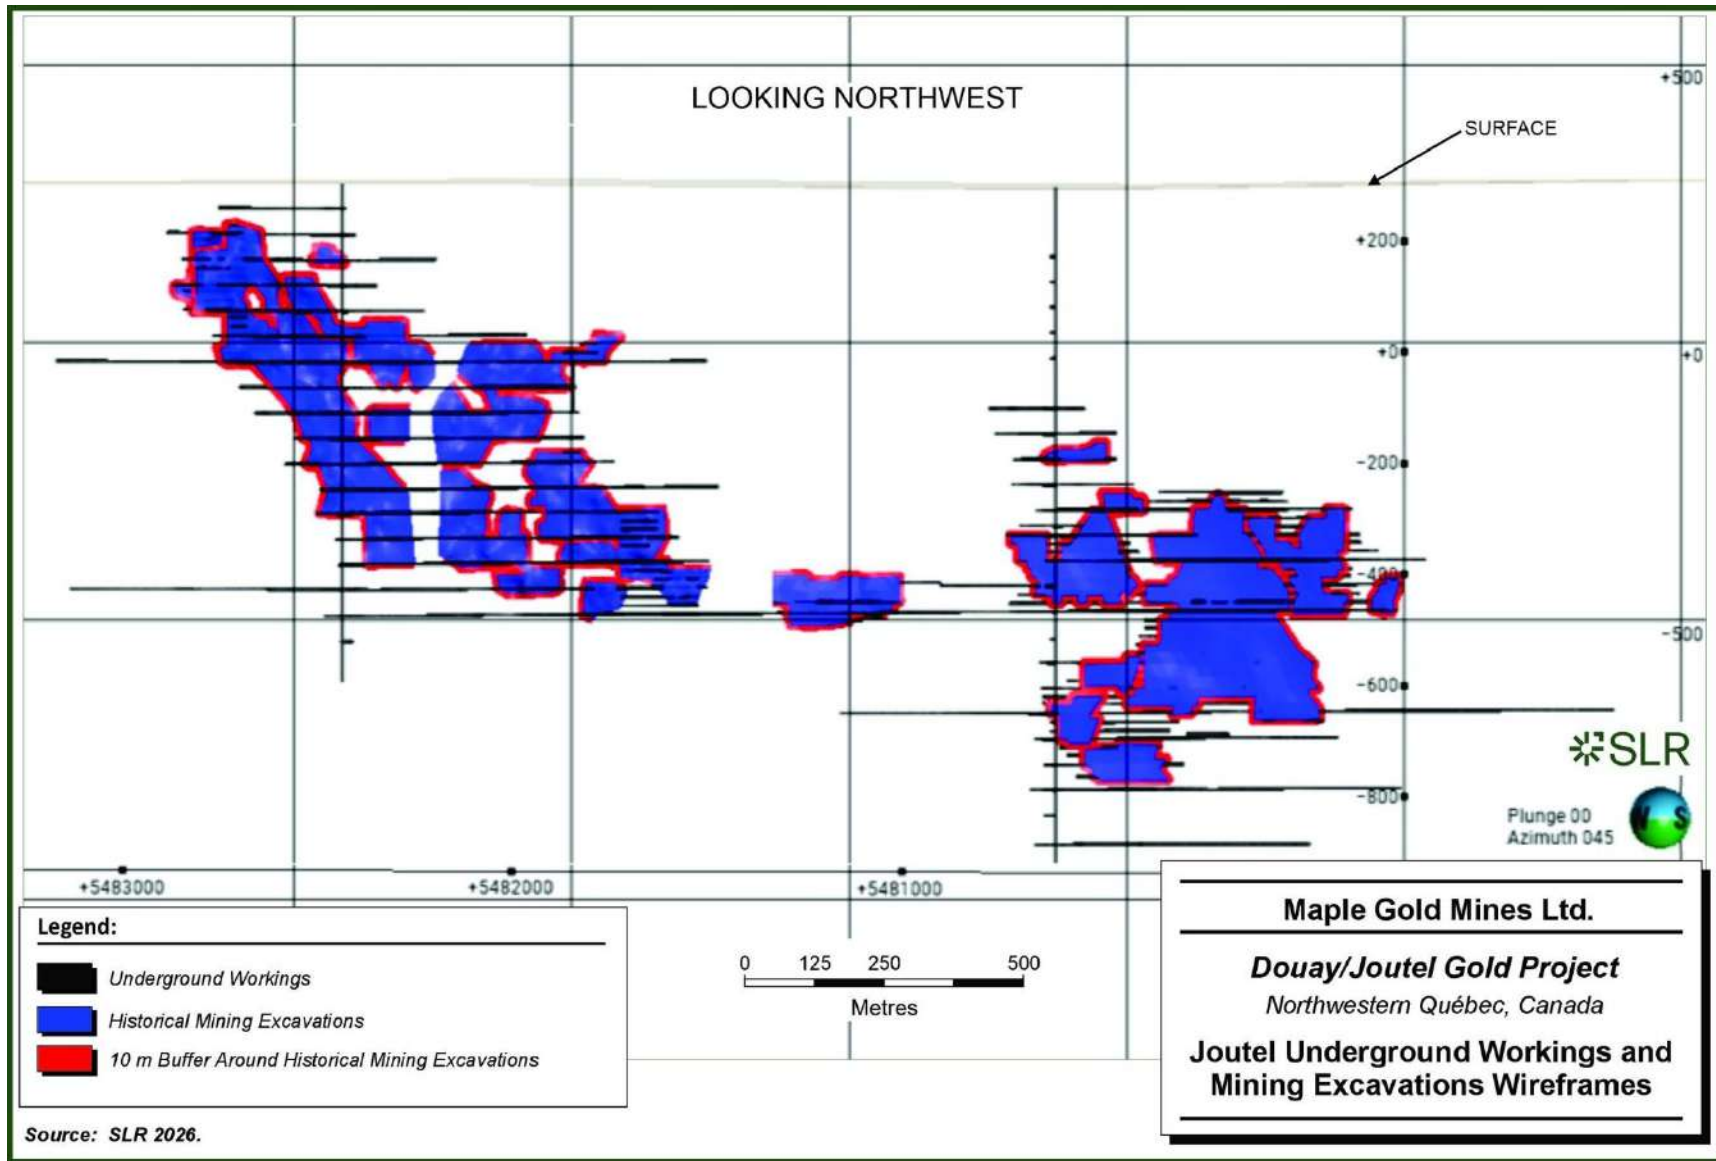 +500
LOOKING NORTHWEST
SURFACE
+200
+0
+0
-200
-400
-500
-600
SLR
-800
Plunge 00
Azimuth 045
N S
+5483000
+5482000
+5481000
Legend:
Underground Workings
Historical Mining Excavations
10 m Buffer Around Historical Mining Excavations
0 125 250 500
Metres
Maple Gold Mines Ltd.
Douay/Joutel Gold Project
Northwestern Québec, Canada
Joutel Underground Workings and
Mining Excavations Wireframes
Source: SLR 2026.